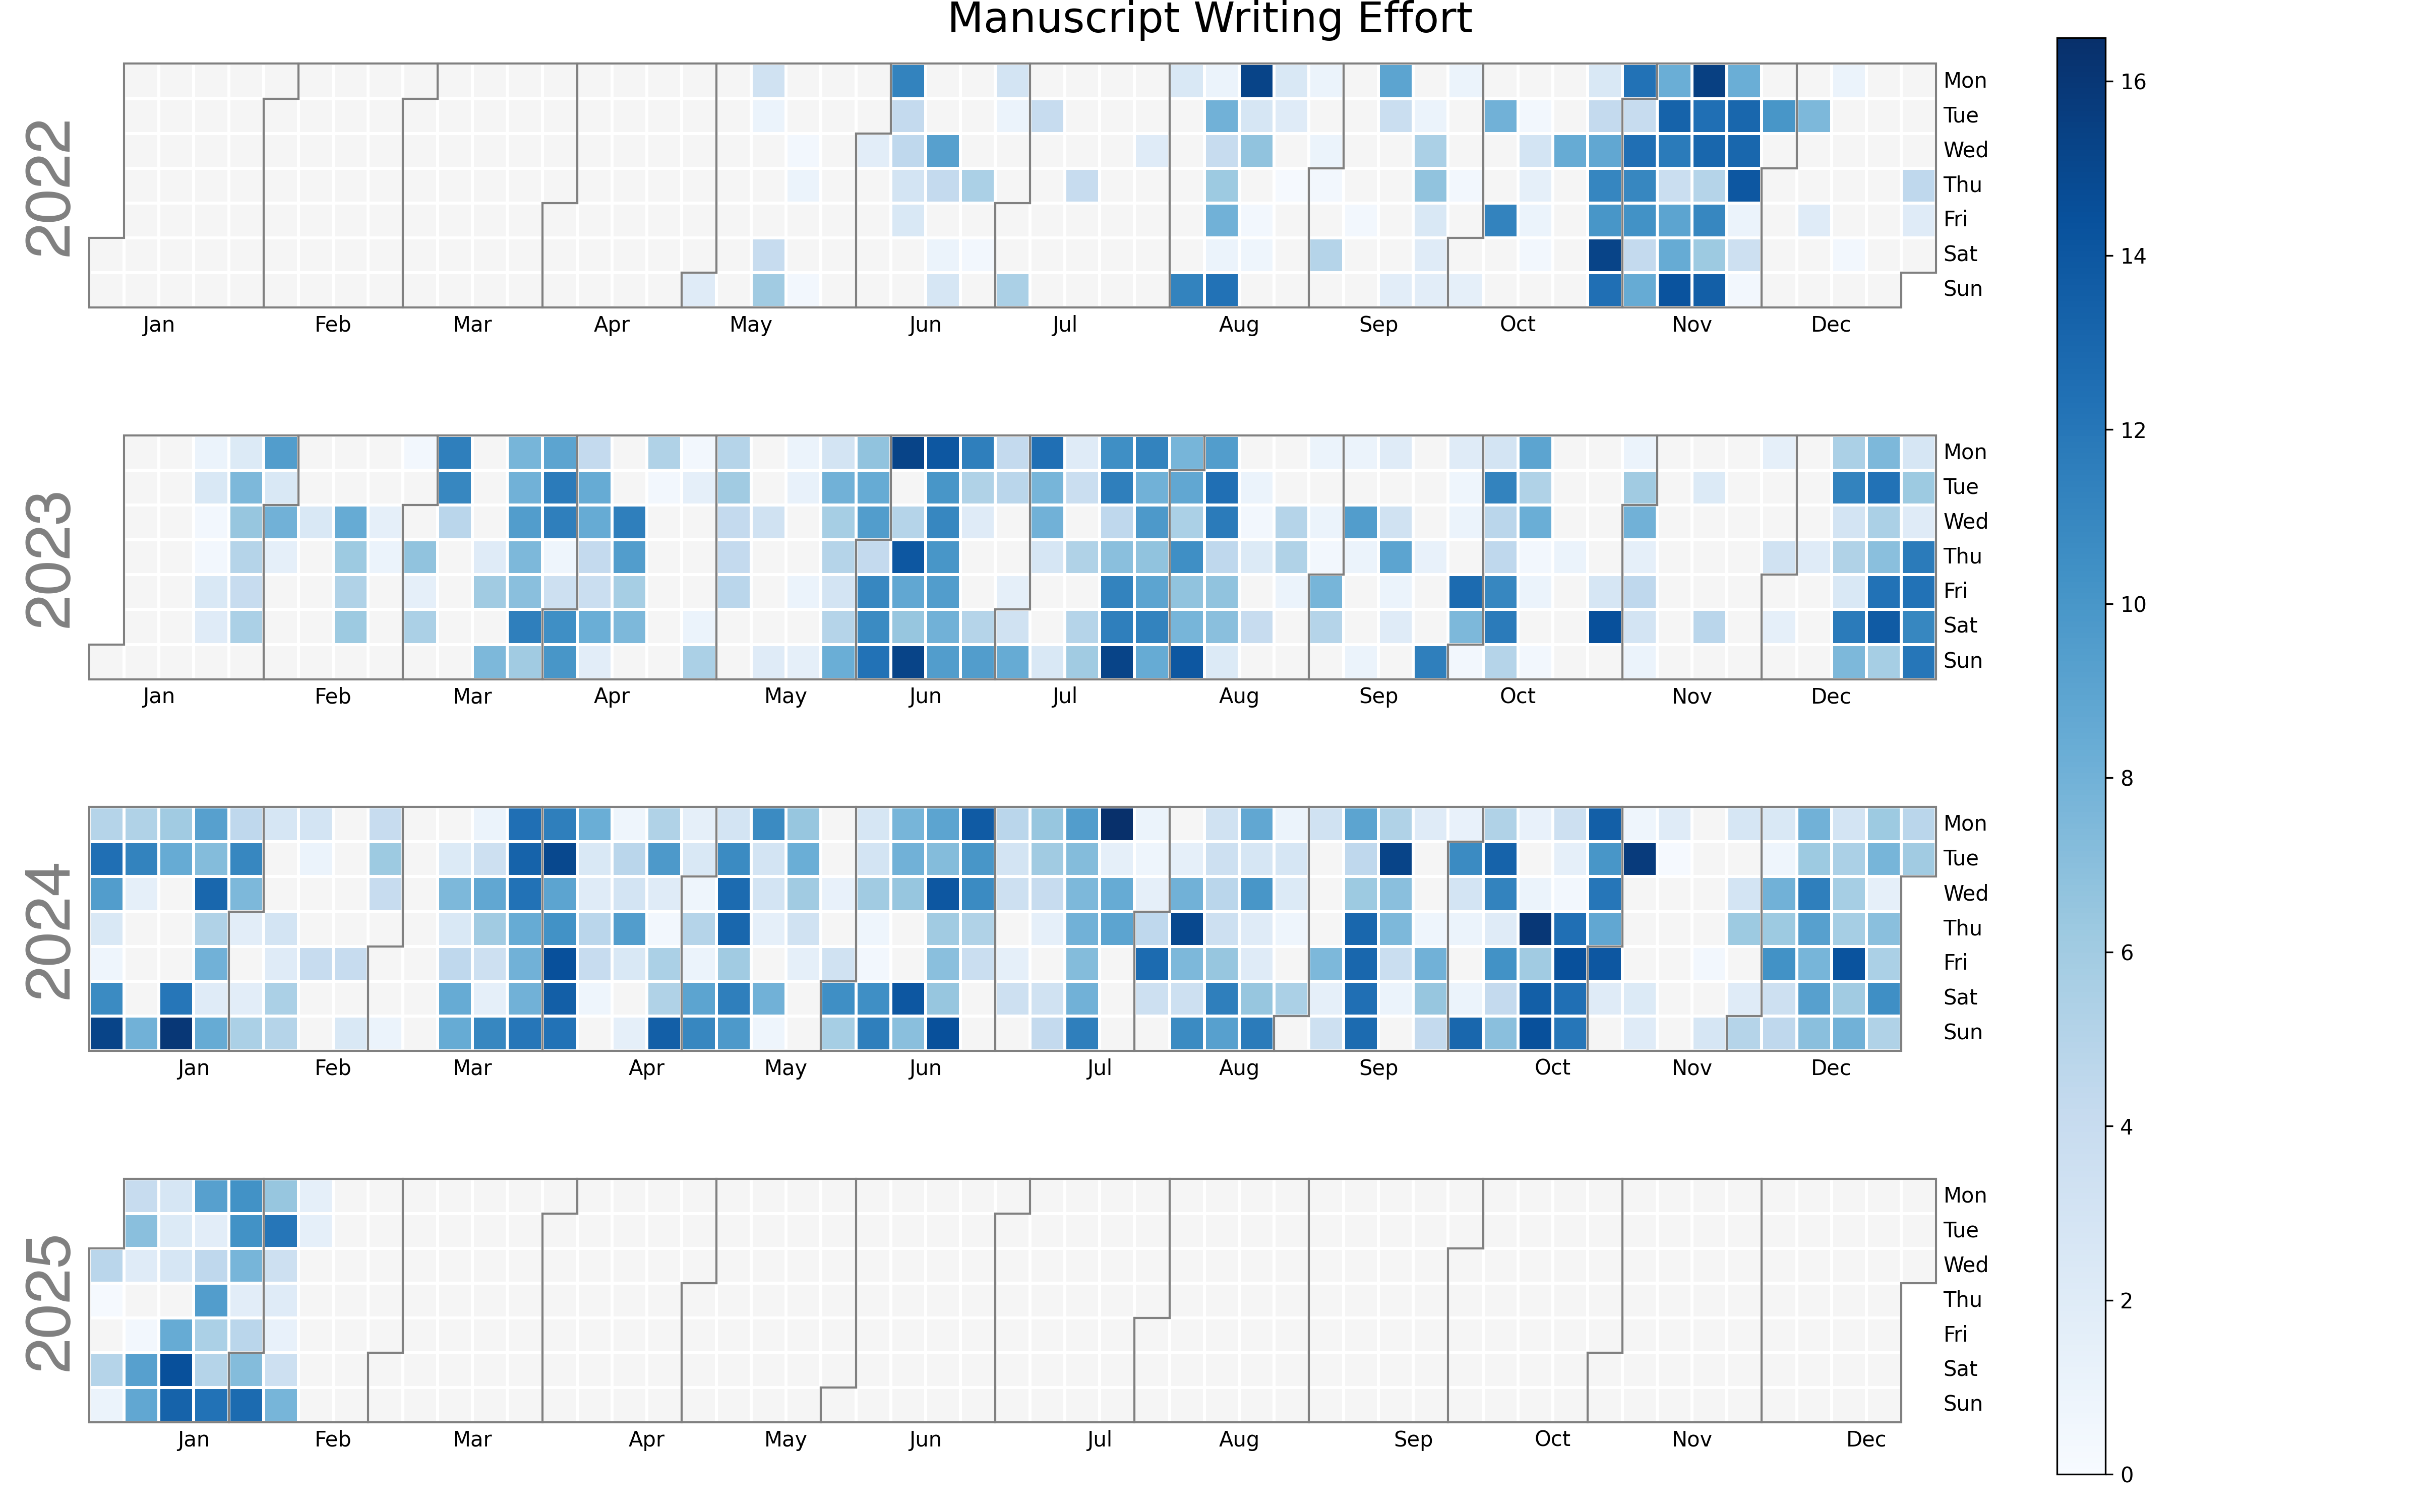 Manuscript Writing Effort
2022
Mon
Tue
Wed
Thu
Fri
Sat
Sun
Jan Feb Mar Apr May Jun Jul Aug Sep Oct Nov Dec
2023
Mon
Tue
Wed
Thu
Fri
Sat
Sun
Jan Feb Mar Apr May Jun Jul Aug Sep Oct Nov Dec
2024
Mon
Tue
Wed
Thu
Fri
Sat
Sun
Jan Feb Mar Apr May Jun Jul Aug Sep Oct Nov Dec
2025
Mon
Tue
Wed
Thu
Fri
Sat
Sun
Jan Feb Mar Apr May Jun Jul Aug Sep Oct Nov Dec
16
14
12
10
8
6
4
2
0